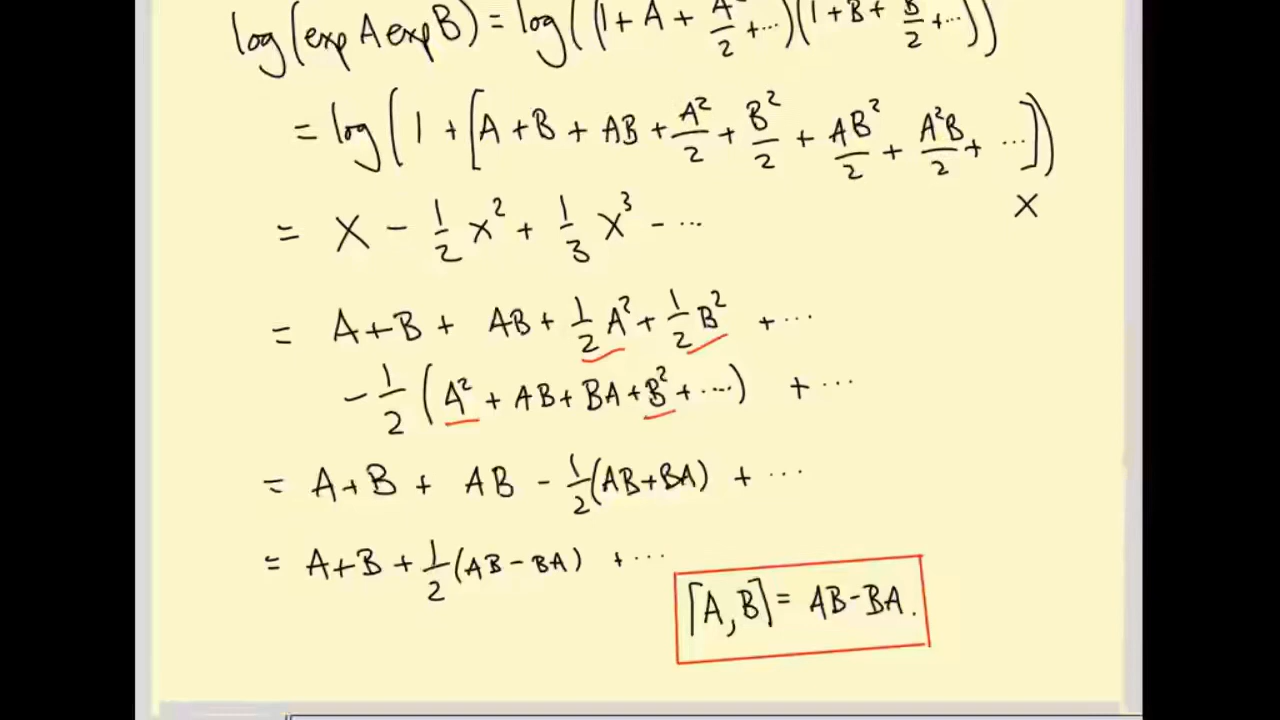 log(exp A exp B) = log((1 + A + A²/2 + ...)(1 + B + B²/2 + ...))
= log(1 + [A + B + AB + A²/2 + B²/2 + AB²/2 + A²B/2 + ...])
X
= X - 1/2 X² + 1/3 X³ - ...
= A + B + AB + 1/2 A² + 1/2 B² + ...
- 1/2 (A² + AB + BA + B² + ...) + ...
= A + B + AB - 1/2 (AB + BA) + ...
= A + B + 1/2 (AB - BA) + ...
[A, B] = AB - BA.